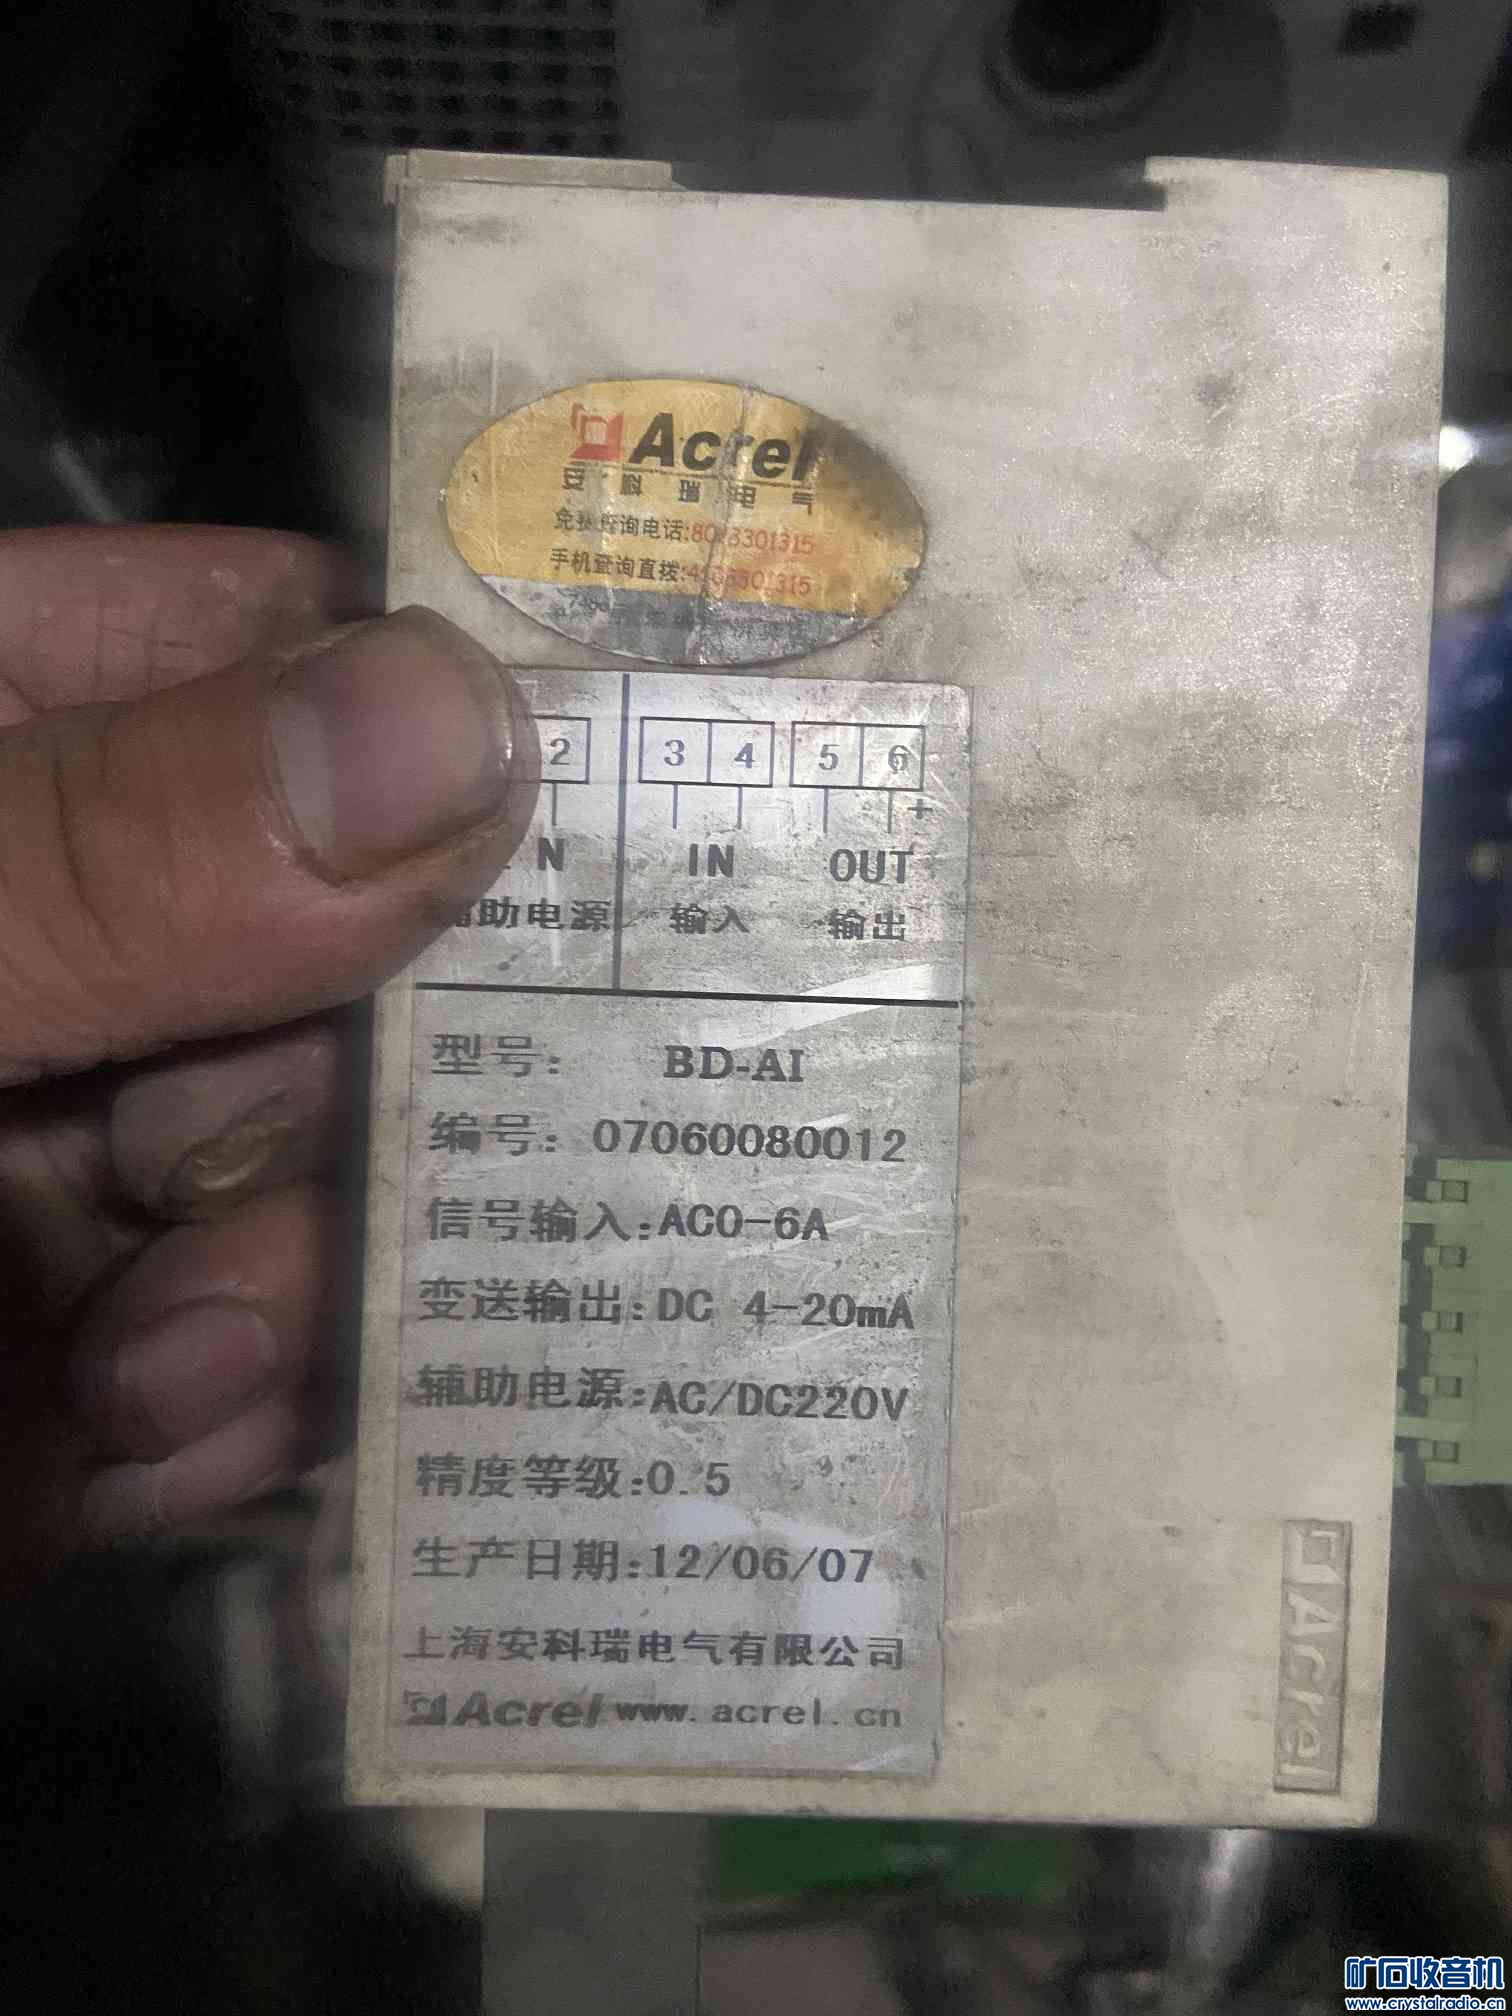 Acrel
安科瑞电气
免费查询电话:8008301315
手机查询直拨:
2 3 4 5 6
+
N IN OUT
辅助电源 输入 输出
型号: BD-AI
编号: 07060080012
信号输入:AC0-6A
变送输出:DC 4-20mA
辅助电源:AC/DC220V
精度等级:0.5
生产日期:12/06/07
上海安科瑞电气有限公司
Acrel www.acrel.cn
Acrel
矿石收音机
www.crystalradio.cn